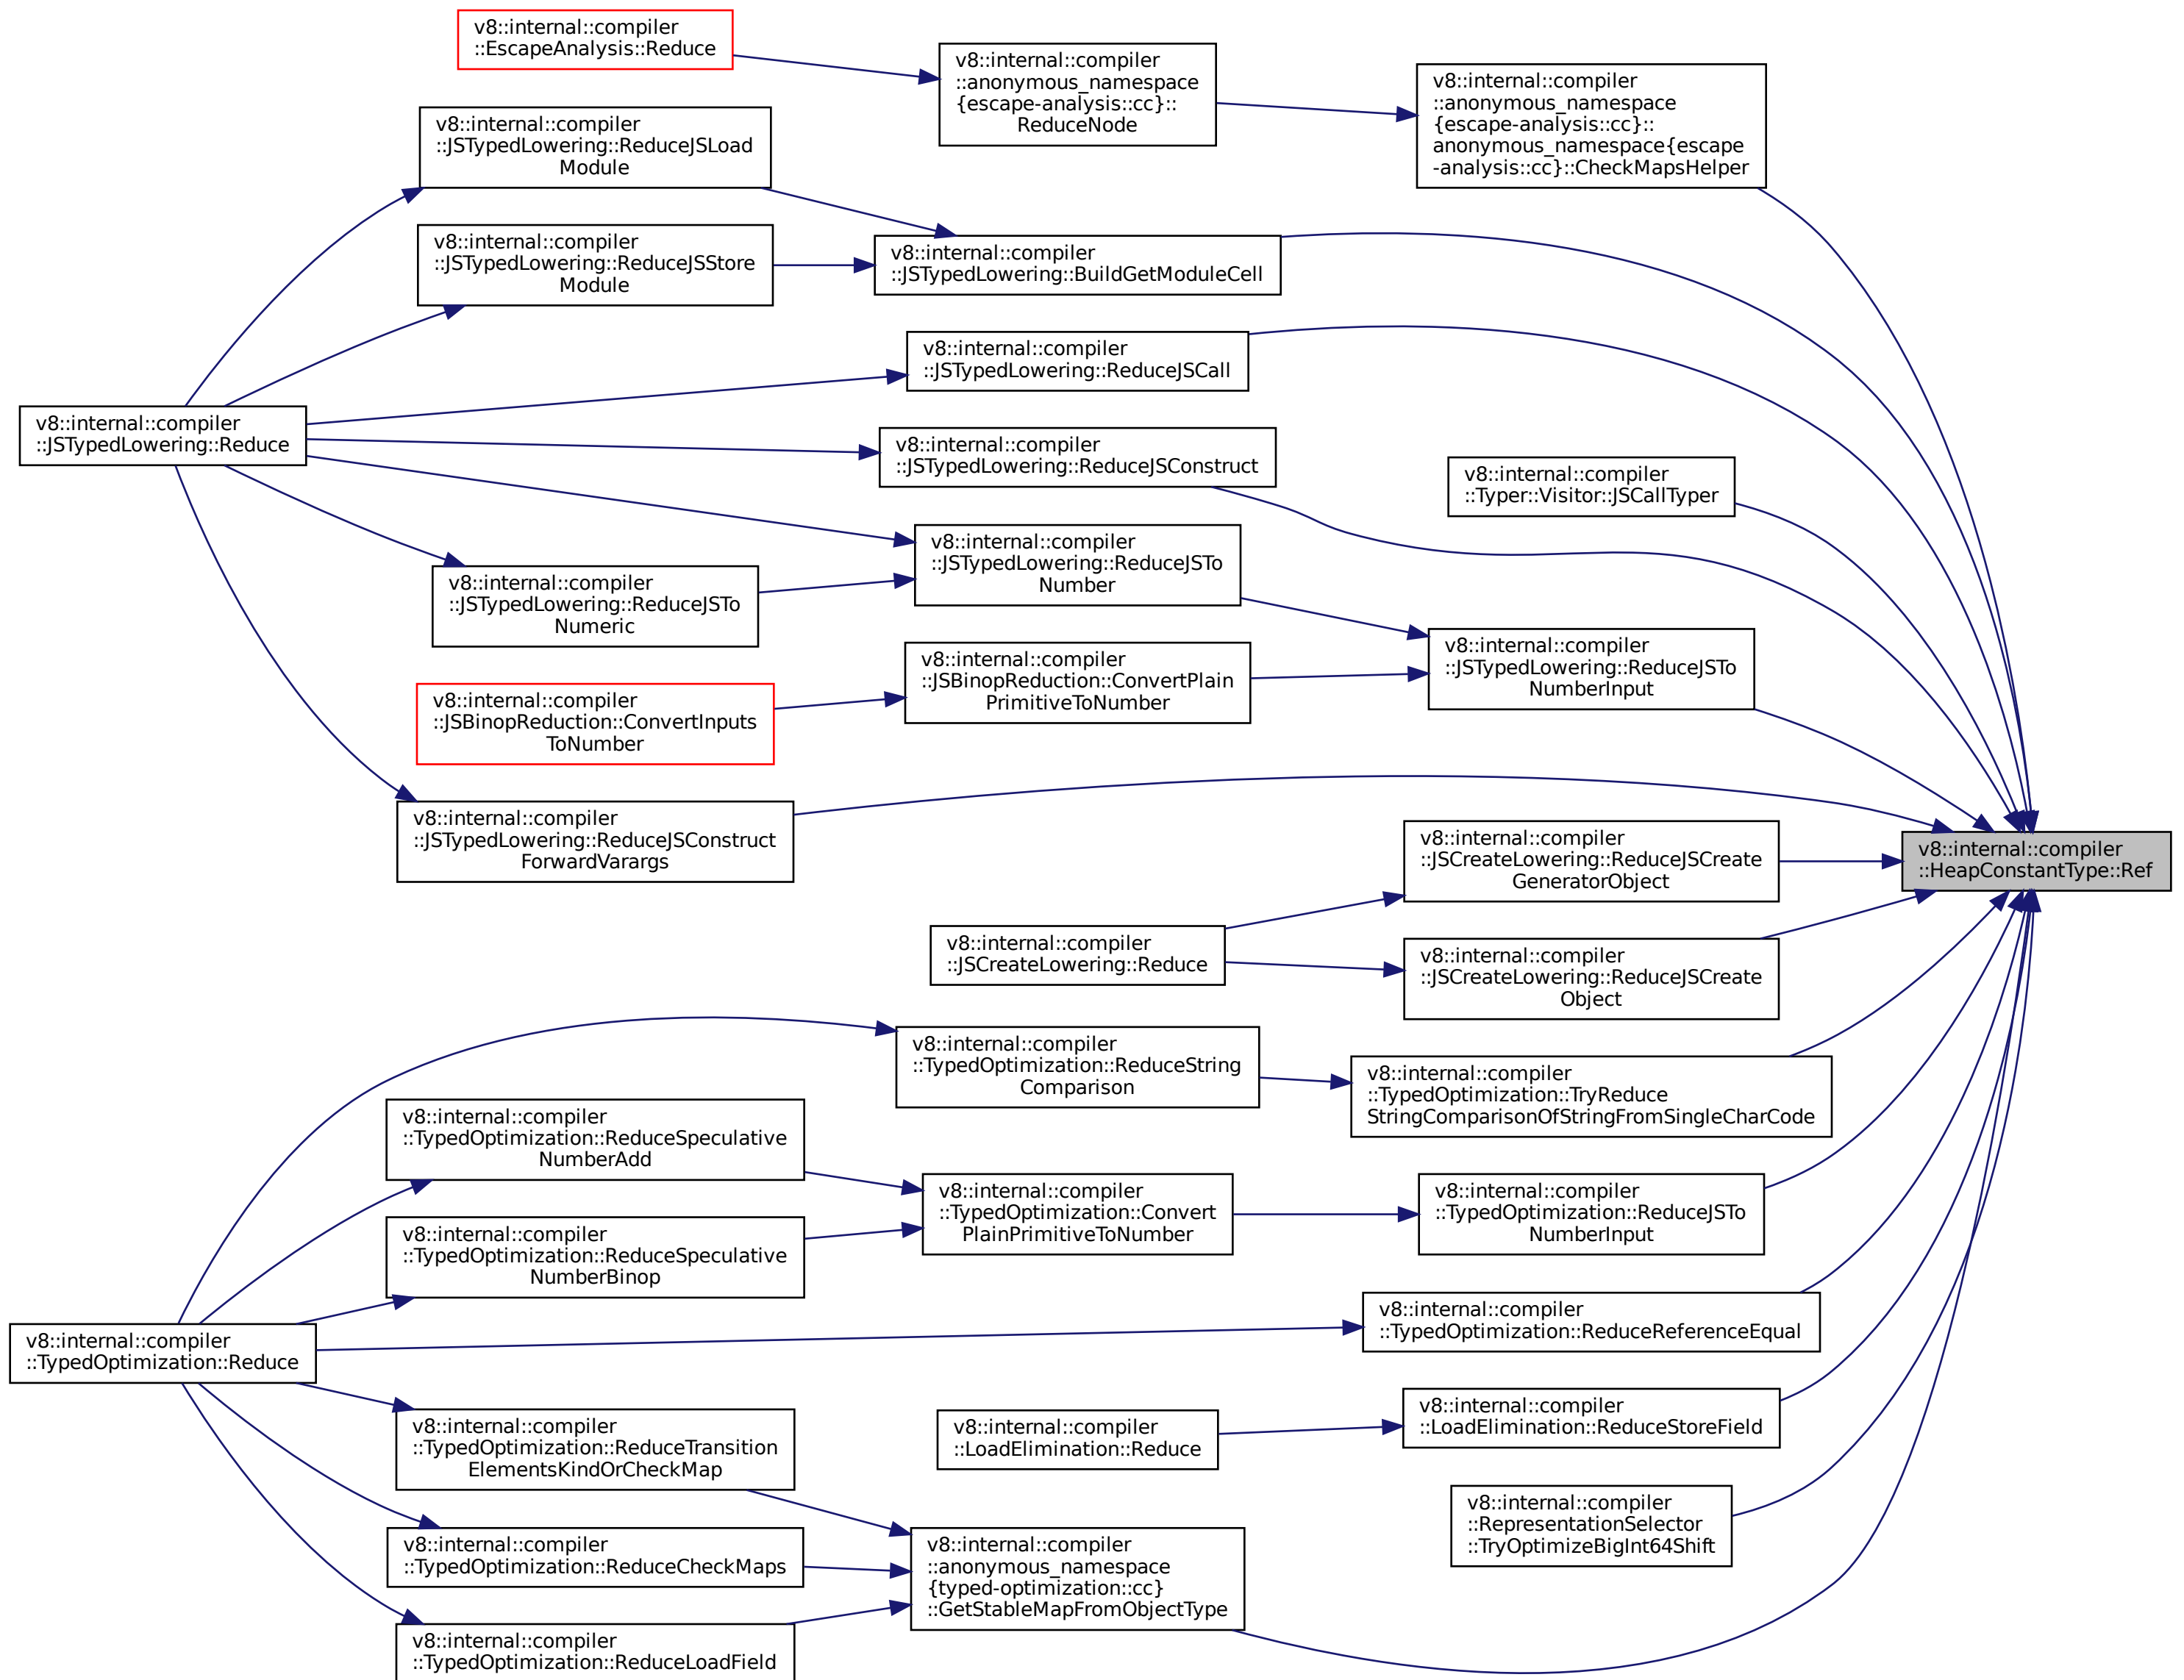 v8::internal::compiler
::EscapeAnalysis::Reduce
v8::internal::compiler
::anonymous_namespace
{escape-analysis::cc}::
ReduceNode
v8::internal::compiler
::anonymous_namespace
{escape-analysis::cc}::
anonymous_namespace{escape
-analysis::cc}::CheckMapsHelper
v8::internal::compiler
::JSTypedLowering::ReduceJSLoad
Module
v8::internal::compiler
::JSTypedLowering::ReduceJSStore
Module
v8::internal::compiler
::JSTypedLowering::BuildGetModuleCell
v8::internal::compiler
::JSTypedLowering::ReduceJSCall
v8::internal::compiler
::JSTypedLowering::Reduce
v8::internal::compiler
::JSTypedLowering::ReduceJSConstruct
v8::internal::compiler
::Typer::Visitor::JSCallTyper
v8::internal::compiler
::JSTypedLowering::ReduceJSTo
Number
v8::internal::compiler
::JSTypedLowering::ReduceJSTo
Numeric
v8::internal::compiler
::JSTypedLowering::ReduceJSTo
NumberInput
v8::internal::compiler
::JSBinopReduction::ConvertPlain
PrimitiveToNumber
v8::internal::compiler
::JSBinopReduction::ConvertInputs
ToNumber
v8::internal::compiler
::JSTypedLowering::ReduceJSConstruct
ForwardVarargs
v8::internal::compiler
::JSCreateLowering::ReduceJSCreate
GeneratorObject
v8::internal::compiler
::HeapConstantType::Ref
v8::internal::compiler
::JSCreateLowering::Reduce
v8::internal::compiler
::JSCreateLowering::ReduceJSCreate
Object
v8::internal::compiler
::TypedOptimization::ReduceString
Comparison
v8::internal::compiler
::TypedOptimization::TryReduce
StringComparisonOfStringFromSingleCharCode
v8::internal::compiler
::TypedOptimization::ReduceSpeculative
NumberAdd
v8::internal::compiler
::TypedOptimization::Convert
PlainPrimitiveToNumber
v8::internal::compiler
::TypedOptimization::ReduceJSTo
NumberInput
v8::internal::compiler
::TypedOptimization::ReduceSpeculative
NumberBinop
v8::internal::compiler
::TypedOptimization::ReduceReferenceEqual
v8::internal::compiler
::TypedOptimization::Reduce
v8::internal::compiler
::TypedOptimization::ReduceTransition
ElementsKindOrCheckMap
v8::internal::compiler
::LoadElimination::Reduce
v8::internal::compiler
::LoadElimination::ReduceStoreField
v8::internal::compiler
::RepresentationSelector
::TryOptimizeBigInt64Shift
v8::internal::compiler
::TypedOptimization::ReduceCheckMaps
v8::internal::compiler
::anonymous_namespace
{typed-optimization::cc}
::GetStableMapFromObjectType
v8::internal::compiler
::TypedOptimization::ReduceLoadField